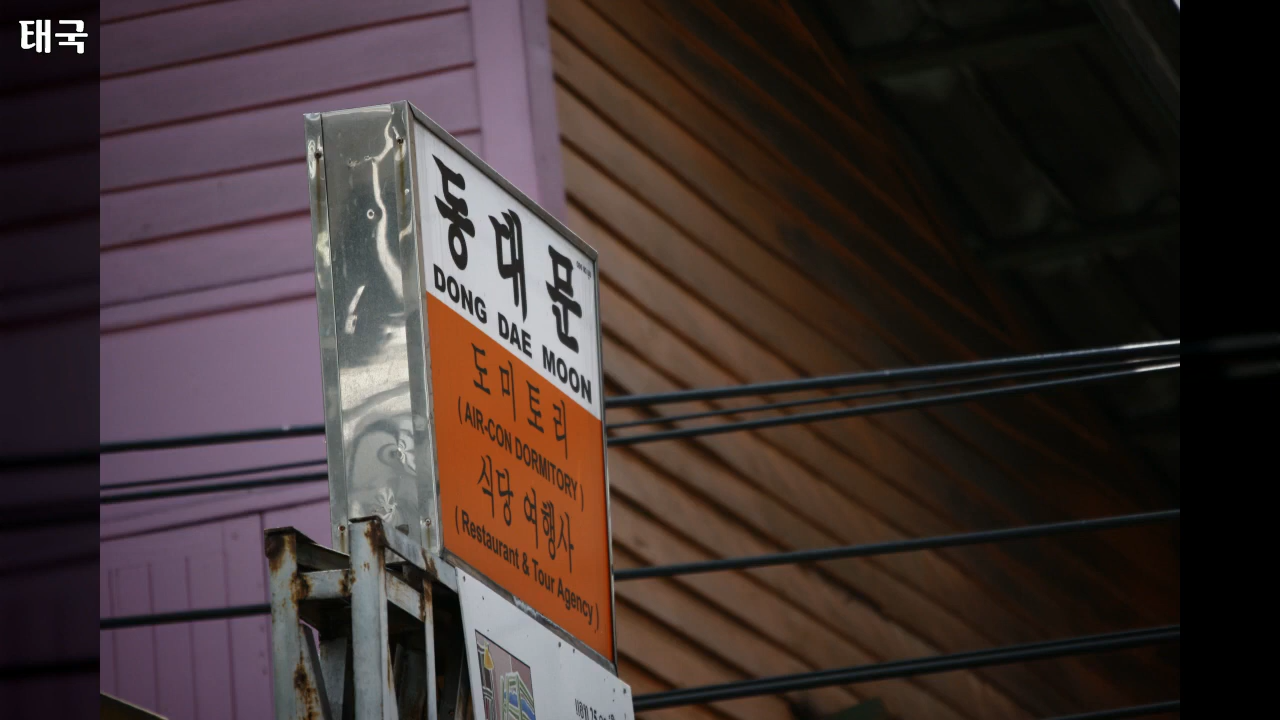 태국
동대문
DONG DAE MOON
도미토리
( AIR-CON DORMITORY )
식당 여행사
( Restaurant & Tour Agency )